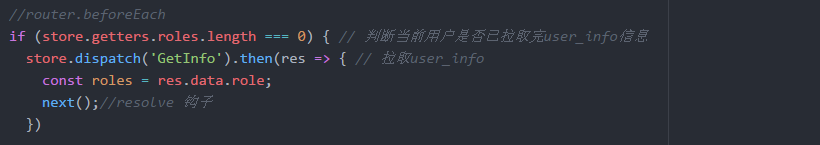 //router.beforeEach
if (store.getters.roles.length === 0) { // 判断当前用户是否已拉取完user_info信息
  store.dispatch('GetInfo').then(res => { // 拉取user_info
    const roles = res.data.role;
    next();//resolve 钩子
  })